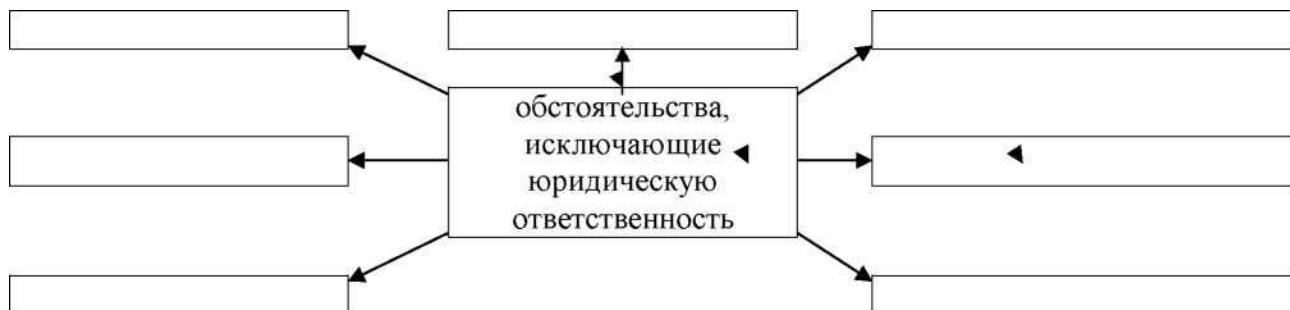 обстоятельства,
исключающие
юридическую
ответственность